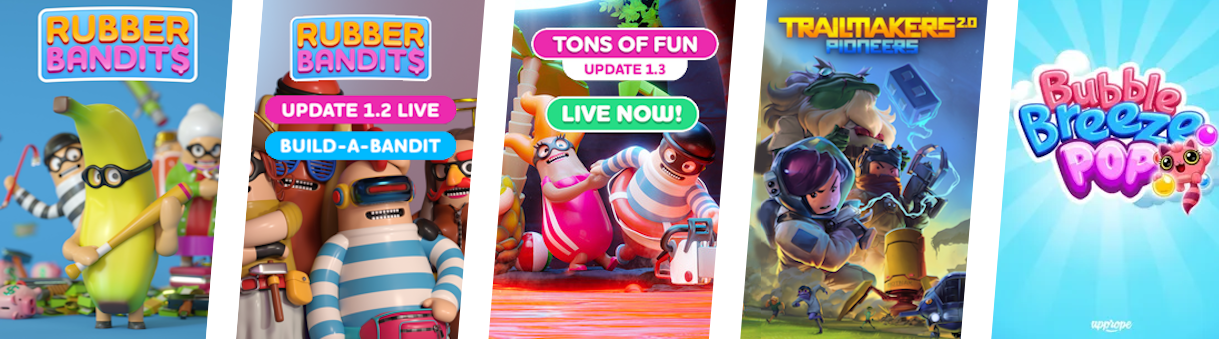 RUBBER
BANDITS
RUBBER
BANDITS
UPDATE 1.2 LIVE
BUILD-A-BANDIT
TONS OF FUN
UPDATE 1.3
LIVE NOW!
TRAILMAKERS 2.0
PIONEERS
Bubble
Breeze
POP
apprope